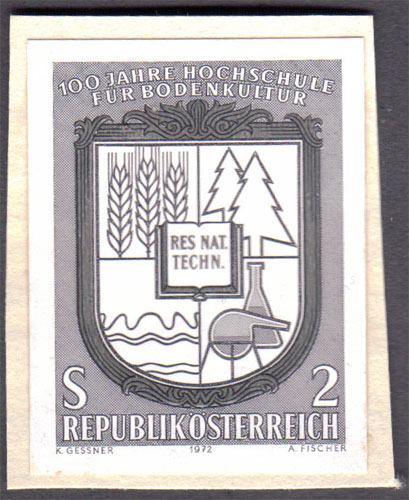 100 JAHRE HOCHSCHULE
FÜR BODENKULTUR
RES NAT.
TECHN.
S 2
REPUBLIK ÖSTERREICH
K. GESSNER 1972 A. FISCHER